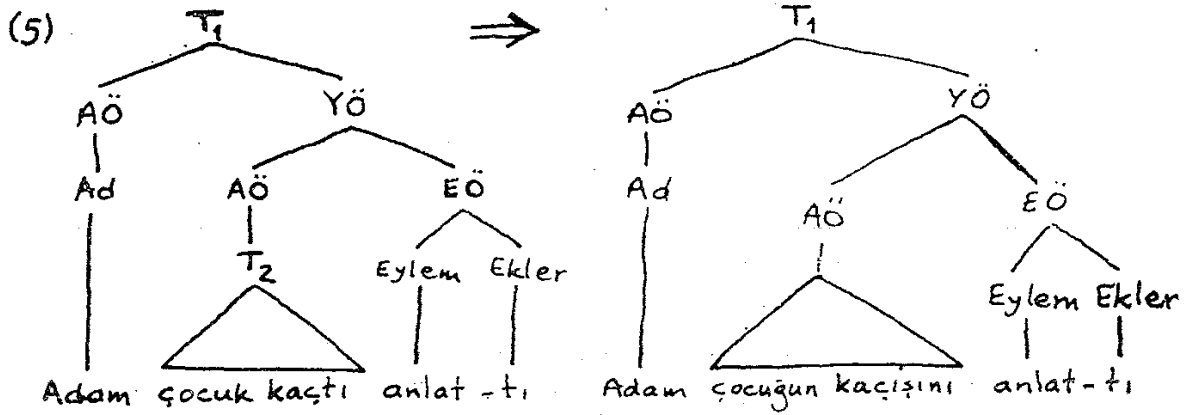 (5) T1 ⇒ T1
AÖ YÖ AÖ YÖ
Ad AÖ EÖ Ad AÖ EÖ
T2 Eylem Ekler Eylem Ekler
Adam çocuk kaçtı anlat-tı Adam çocuğun kaçışını anlat-tı